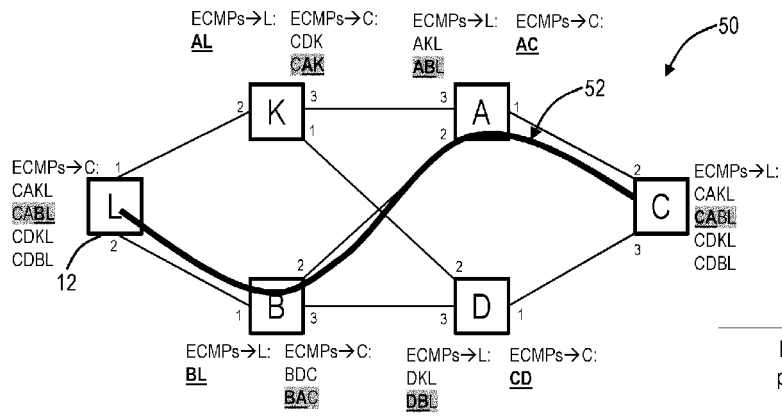 ECMPs→L: ECMPs→C: ECMPs→L: ECMPs→C:
AL CDK AKL AC
CAK ABL
50
52
2 K 3 3 A 1
1 2
ECMPs→C: 1
CAKL
CABL
CDKL
CDBL
L
2
12
2 C
3
ECMPs→L:
CAKL
CABL
CDKL
CDBL
2 2
1 B 3 3 D 1
ECMPs→L: ECMPs→C: ECMPs→L: ECMPs→C:
BL BDC DKL CD
BAC DBL
p